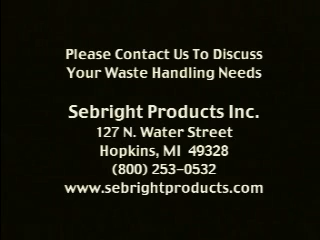 Please Contact Us To Discuss
Your Waste Handling Needs
Sebright Products Inc.
127 N. Water Street
Hopkins, MI 49328
(800) 253-0532
www.sebrightproducts.com